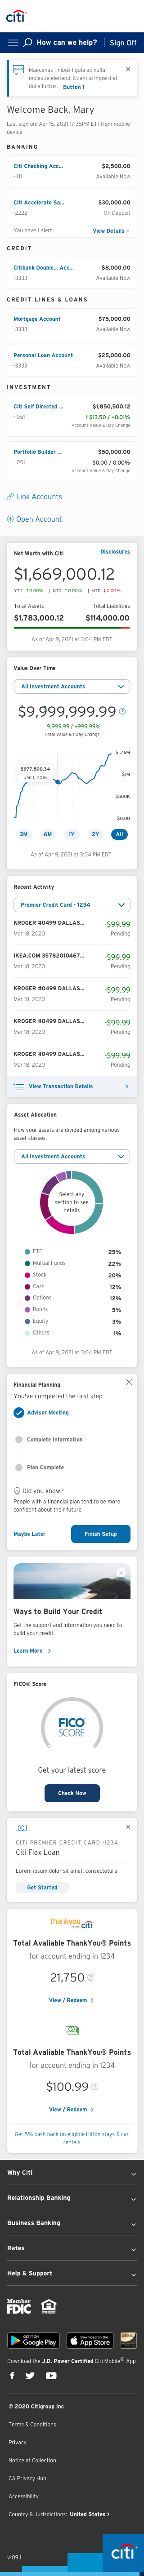 citi
How can we help?
Sign Off
Maecenas finibus ligula ac nulla
molestie eleifend. ESum id imperdiet
dui a luctus. Button 1
Welcome Back, Mary
Last sign on: Apr 15, 2021 (7:35PM ET) from mobile
device
BANKING
Citi Checking Acc... $2,500.00
-1111 Available Now
Citi Accelerate Sa... $30,000.00
-2222 On Deposit
You have 1 alert View Details
CREDIT
Citibank Double... Acc... $8,000.00
-3333 Available Now
CREDIT LINES & LOANS
Mortgage Account $75,000.00
-3333 Available Now
Personal Loan Account $25,000.00
-3333 Available Now
INVESTMENT
Citi Self Directed ... $1,850,500.12
- 051 ? $13.50 / +0.01%
Account Value & Day Change
Portfolio Builder ... $50,000.00
- 051 $0.00 / 0.00%
Account Value & Day Change
Link Accounts
Open Account
Net Worth with Citi Disclosures
$1,669,000.12
YTD: 0.00% | QTD: 0.00% | MTD: 0.00%
Total Assets Total Liabilities
$1,783,000.12 $114,000.00
As of Apr 9, 2021 at 3:04 PM EDT
Value Over Time
All Investment Accounts
$9,999,999.99
9,999.99 / +999.99%
Total Value & 1 Day Change
$1.76M
$977,900.34
Jan 1, 2016
$1M
$500K
$0.00
3M 6M 1Y 2Y All
As of Apr 9, 2021 at 3:04 PM EDT
Recent Activity
Premier Credit Card - 1234
KROGER #0499 DALLAS... -$99.99
Mar 18, 2020 Pending
IKEA.COM 35782010467... -$99.99
Mar 18, 2020 Pending
KROGER #0499 DALLAS... -$99.99
Mar 18, 2020 Pending
KROGER #0499 DALLAS... -$99.99
Mar 18, 2020 Pending
KROGER #0499 DALLAS... -$99.99
Mar 18, 2020 Pending
View Transaction Details
Asset Allocation
How your assets are divided among various
asset classes.
All Investment Accounts
Select any
section to see
details
ETF 25%
Mutual Funds 22%
Stock 20%
Cash 12%
Options 12%
Bonds 5%
Equity 3%
Others 1%
As of Apr 9, 2021 at 3:04 PM EDT
Financial Planning
You've completed the first step
Advisor Meeting
Complete Information
Plan Complete
Did you know?
People with a financial plan tend to be more
confident about their future.
Maybe Later Finish Setup
Ways to Build Your Credit
Get the support and information you need to
build your credit.
Learn More
FICO® Score
FICO
SCORE
Get your latest score
Check Now
CITI PREMIER CREDIT CARD -1234
Citi Flex Loan
Lorem ipsum dolor sit amet, consectetura
Get Started
thankyou from citi
Total Avaliable ThankYou® Points
for account ending in 1234
21,750
View / Redeem
Total Avaliable ThankYou® Points
for account ending in 1234
$100.99
View / Redeem
Get 5% cash back on eligible Hilton stays & car
rentals
Why Citi
Relationship Banking
Business Banking
Rates
Help & Support
Member
FDIC
GET IT ON
Google Play
Download on the
App Store
Download the J.D. Power Certified Citi Mobile® App
© 2020 Citigroup Inc
Terms & Conditions
Privacy
Notice at Collection
CA Privacy Hub
Accessibility
Country & Jurisdictions: United States
v109.1
citi